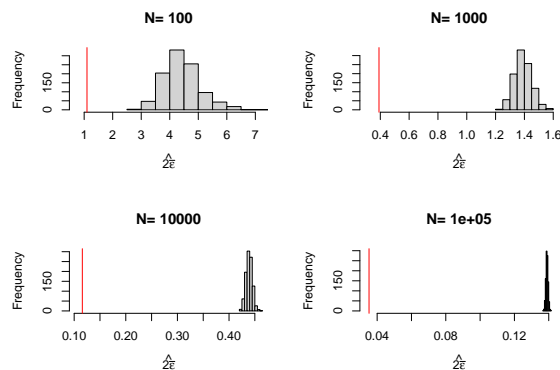 N= 100
Frequency
0 150
1 2 3 4 5 6 7
2ε̂
N= 1000
Frequency
0 150
0.4 0.6 0.8 1.0 1.2 1.4 1.6
2ε̂
N= 10000
Frequency
0 150
0.10 0.20 0.30 0.40
2ε̂
N= 1e+05
Frequency
0 150
0.04 0.08 0.12
2ε̂